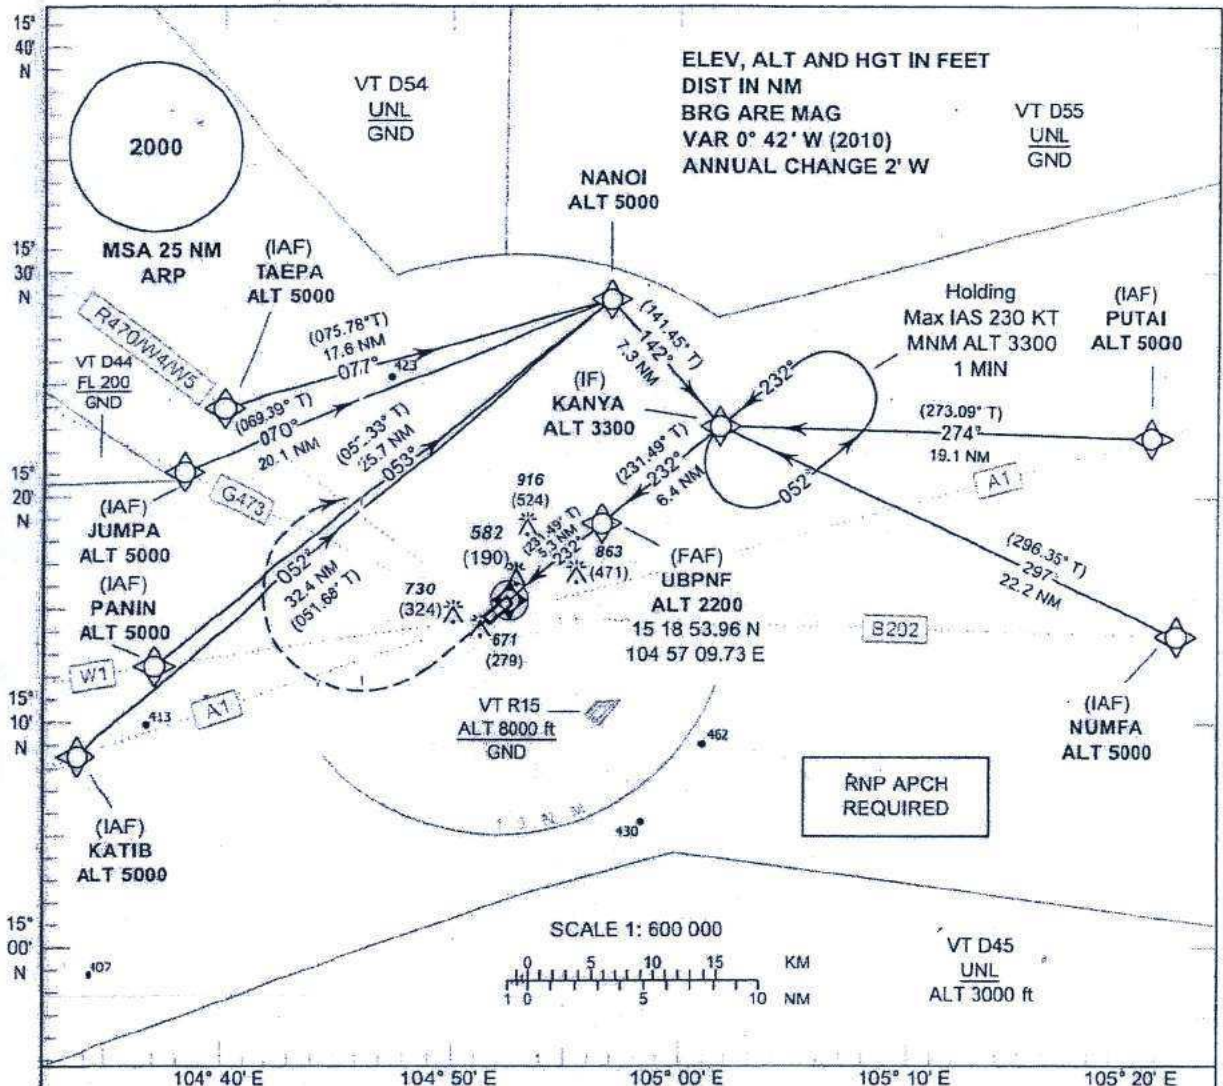 15°
40'
N
ELEV, ALT AND HGT IN FEET
DIST IN NM
BRG ARE MAG
VAR 0° 42' W (2010)
ANNUAL CHANGE 2' W
VT D54
UNL
GND
VT D55
UNL
GND
2000
MSA 25 NM
ARP
NANOI
ALT 5000
15°
30'
N
(IAF)
TAEPA
ALT 5000
R470/W4/W5
VT D44
FL 200
GND
(075.78° T)
17.6 NM
077°
423
(069.39° T)
070°
20.1 NM
(141.45° T)
142°
7.3 NM
Holding
Max IAS 230 KT
MNM ALT 3300
1 MIN
(IAF)
PUTAI
ALT 5000
(IF)
KANYA
ALT 3300
232°
052°
(273.09° T)
274°
19.1 NM
25.7 NM
053°
(231.49° T)
232°
6.4 NM
A1
15°
20'
N
(IAF)
JUMPA
ALT 5000
G473
916
(524)
(231.49° T)
5.3 NM
232°
582
(190)
863
(471)
(FAF)
UBPNF
ALT 2200
15 18 53.96 N
104 57 09.73 E
(296.35° T)
297°
22.2 NM
(IAF)
PANIN
ALT 5000
052°
32.4 NM
(051.68° T)
730
(324)
671
(279)
B202
W1
A1
413
15°
10'
N
VT R15
ALT 8000 ft
GND
462
(IAF)
NUMFA
ALT 5000
RNP APCH
REQUIRED
430
(IAF)
KATIB
ALT 5000
15°
00'
N
407
SCALE 1: 600 000
0 5 10 15 KM
1 0 5 10 NM
VT D45
UNL
ALT 3000 ft
104° 40' E
104° 50' E
105° 00' E
105° 10' E
105° 20' E